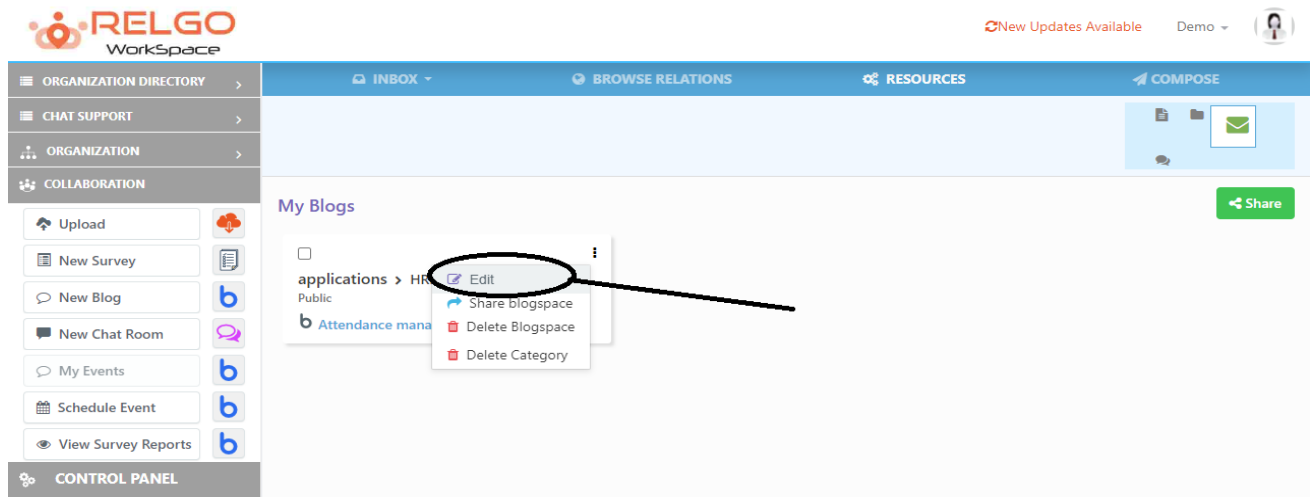 RELGO
WorkSpace
New Updates Available
Demo
ORGANIZATION DIRECTORY
INBOX
BROWSE RELATIONS
RESOURCES
COMPOSE
CHAT SUPPORT
ORGANIZATION
COLLABORATION
My Blogs
Share
Upload
New Survey
New Blog
New Chat Room
My Events
Schedule Event
View Survey Reports
CONTROL PANEL
applications > HR
Public
Attendance mana
Edit
Share blogspace
Delete Blogspace
Delete Category